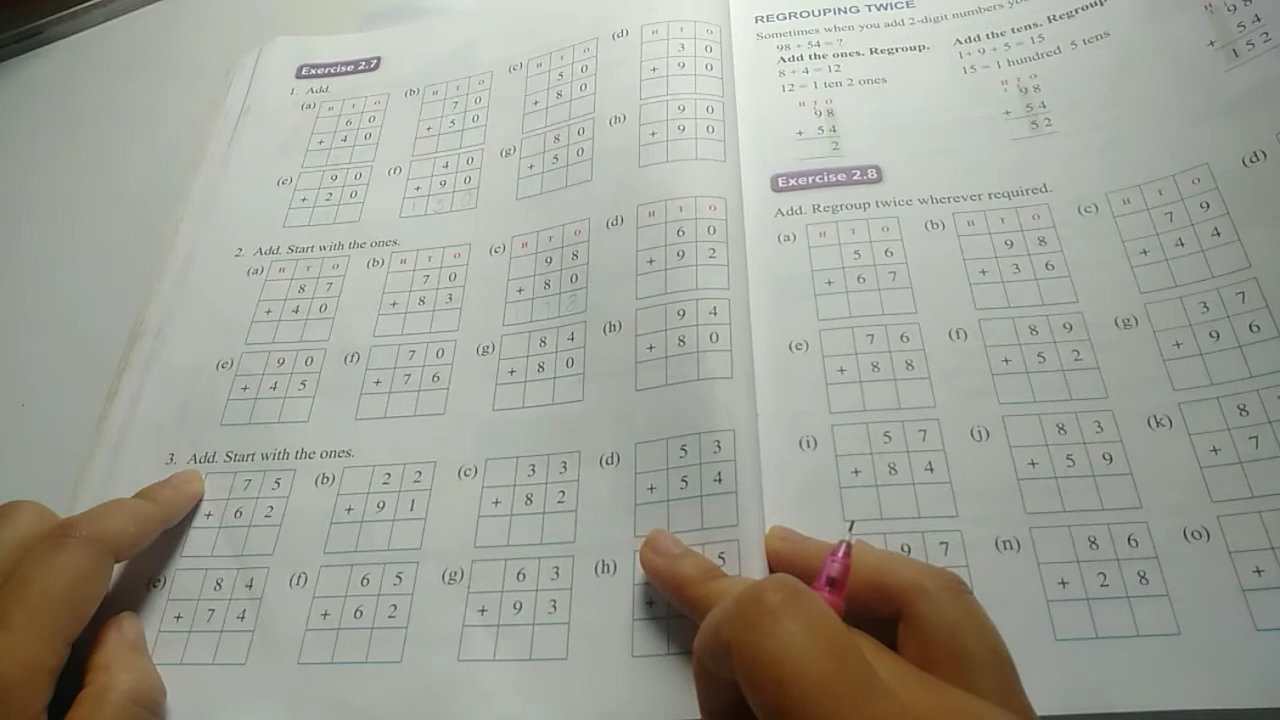 Exercise 2.7
1. Add.
(a) H T O
6 0
+ 4 0
(b) H T O
7 0
+ 5 0
(c) O
5 0
+ 8 0
(d) H T O
3 0
+ 9 0
(e) 9 0
+ 2 0
(f) 4 0
+ 9 0
1 3 0
(g) 8 0
+ 5 0
(h) 9 0
+ 9 0
2. Add. Start with the ones.
(a) H T O
8 7
+ 4 0
(b) H T O
7 0
+ 8 3
(c) H T O
9 8
+ 8 0
(d) H T O
6 0
+ 9 2
(e) 9 0
+ 4 5
(f) 7 0
+ 7 6
(g) 8 4
+ 8 0
(h) 9 4
+ 8 0
3. Add. Start with the ones.
7 5
+ 6 2
(b) 2 2
+ 9 1
(c) 3 3
+ 8 2
(d) 5 3
+ 5 4
(e) 8 4
+ 7 4
(f) 6 5
+ 6 2
(g) 6 3
+ 9 3
(h) 5
+
REGROUPING TWICE
Sometimes when you add 2-digit numbers
98 + 54 = ?
Add the ones. Regroup.
8 + 4 = 12
12 = 1 ten 2 ones
H T O
9 8
+ 5 4
2
Add the tens. Regroup
1 + 9 + 5 = 15
15 = 1 hundred 5 tens
H T O
1 9 8
+ 5 4
5 2
H
9 8
+ 5 4
1 5 2
Exercise 2.8
Add. Regroup twice wherever required.
(a) H T O
5 6
+ 6 7
(b) H T O
9 8
+ 3 6
(c) H T O
7 9
+ 4 4
(d)
(e) 7 6
+ 8 8
(f) 8 9
+ 5 2
(g) 3 7
+ 9 6
(i) 5 7
+ 8 4
(j) 8 3
+ 5 9
(k) 8
+ 7
9 7
(n) 8 6
+ 2 8
(o)
+